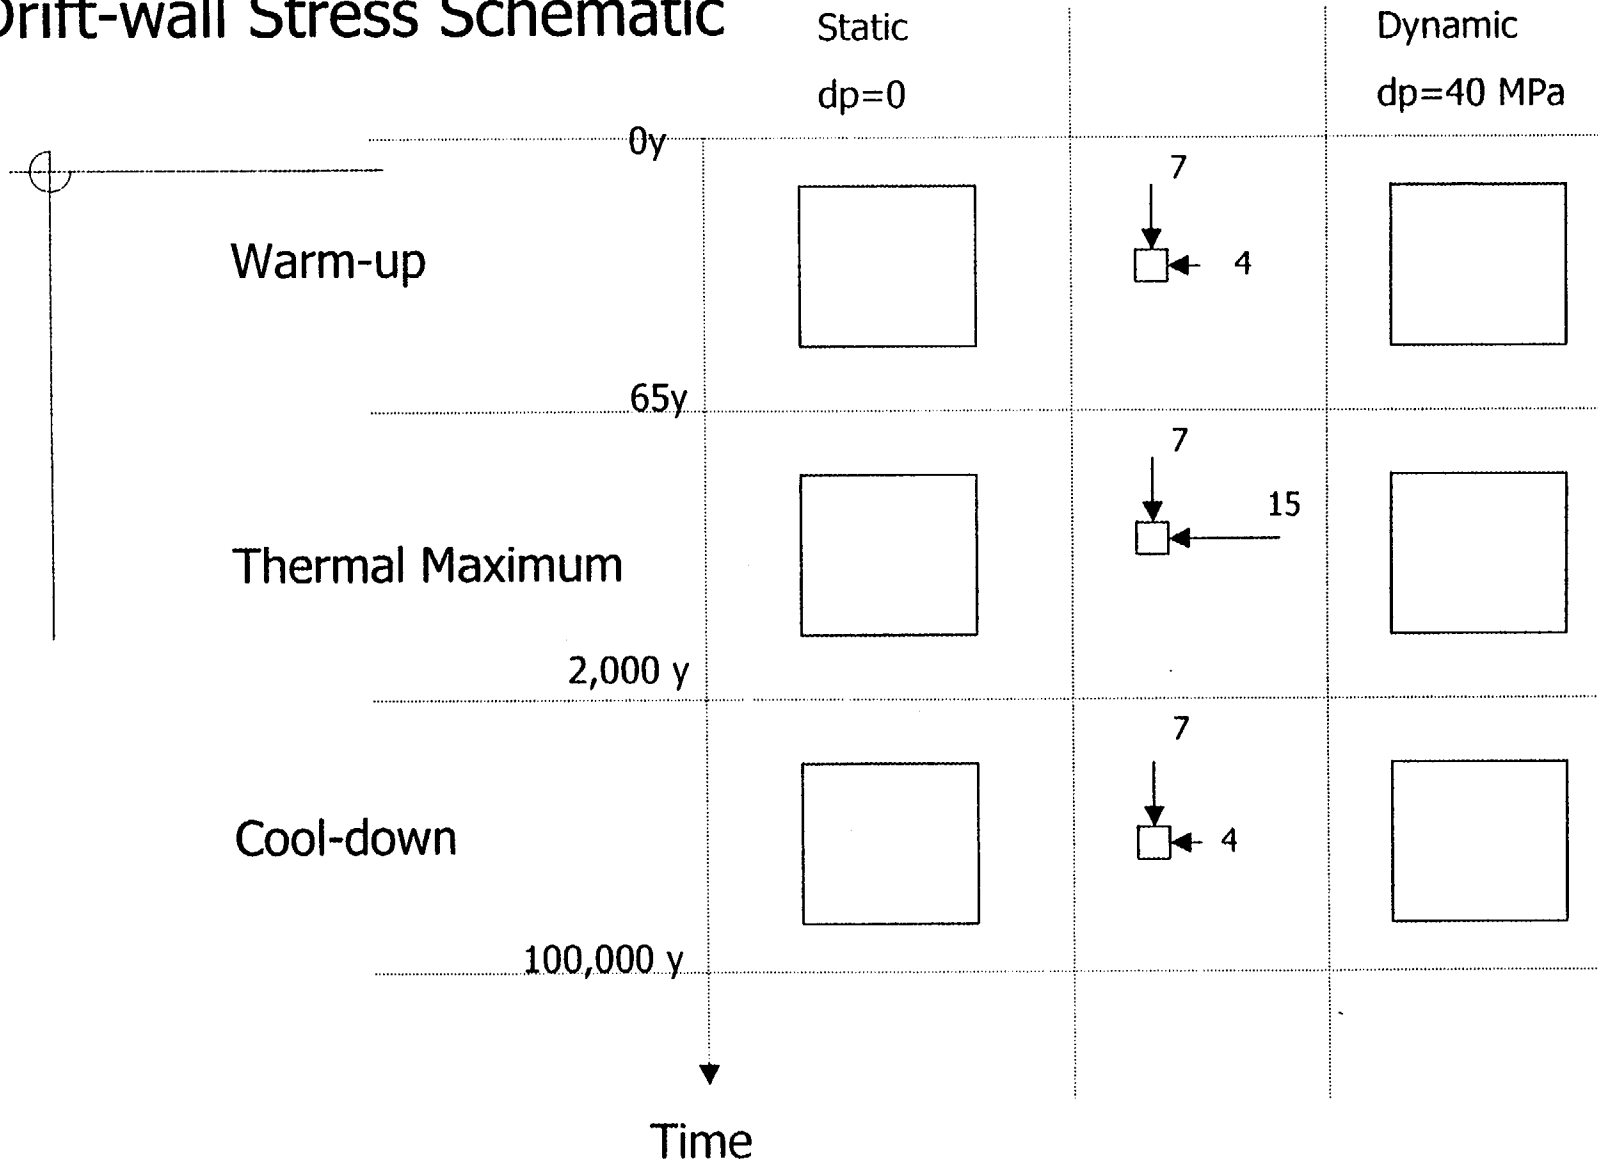 Drift-wall Stress Schematic
Static
Dynamic
dp=0
dp=40 MPa
0y
7
Warm-up
4
65y
7
15
Thermal Maximum
2,000 y
7
Cool-down
4
100,000 y
Time